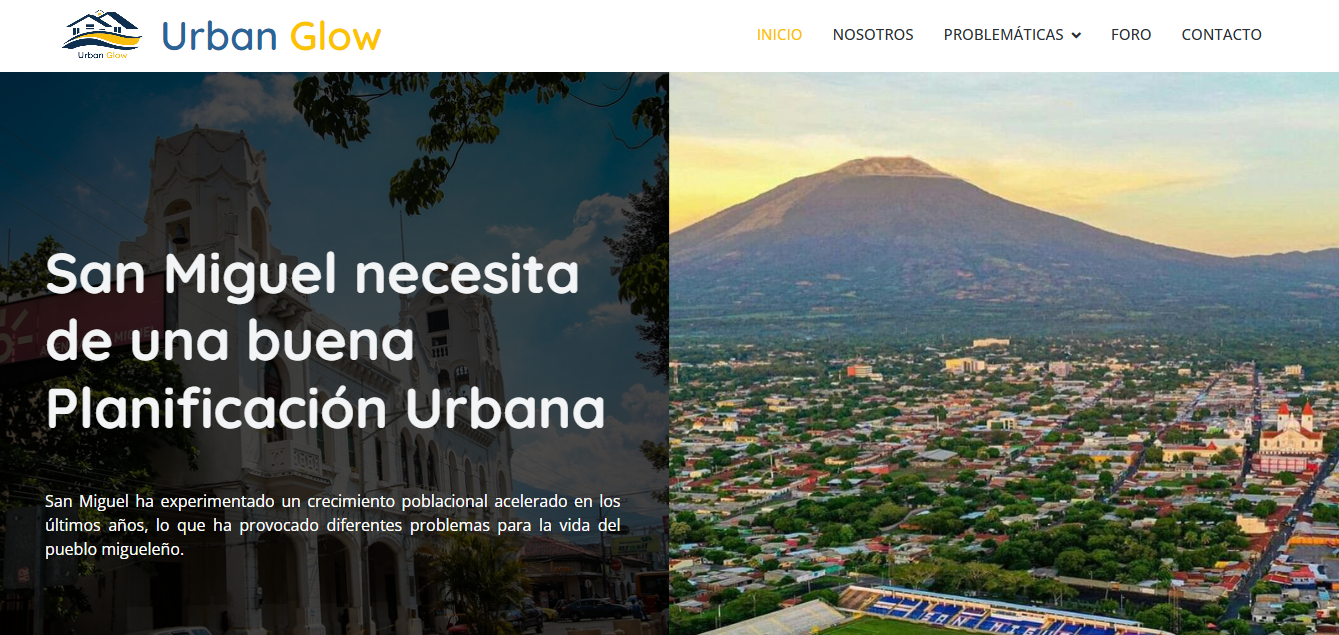 Urban Glow
Urban Glow
INICIO
NOSOTROS
PROBLEMÁTICAS
FORO
CONTACTO
San Miguel necesita
de una buena
Planificación Urbana
San Miguel ha experimentado un crecimiento poblacional acelerado en los
últimos años, lo que ha provocado diferentes problemas para la vida del
pueblo migueleño.